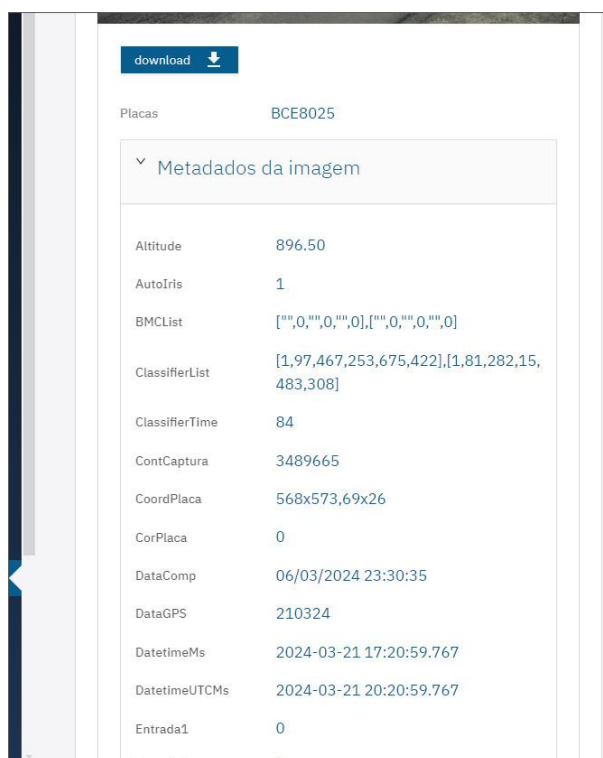 download
Placas BCE8025
Metadados da imagem
Altitude 896.50
AutoIris 1
BMCList ["",0,"",0,"",0],["",0,"",0,"",0]
ClassifierList [1,97,467,253,675,422],[1,81,282,15,
483,308]
ClassifierTime 84
ContCaptura 3489665
CoordPlaca 568x573,69x26
CorPlaca 0
DataComp 06/03/2024 23:30:35
DataGPS 210324
DatetimeMs 2024-03-21 17:20:59.767
DatetimeUTCMs 2024-03-21 20:20:59.767
Entrada1 0